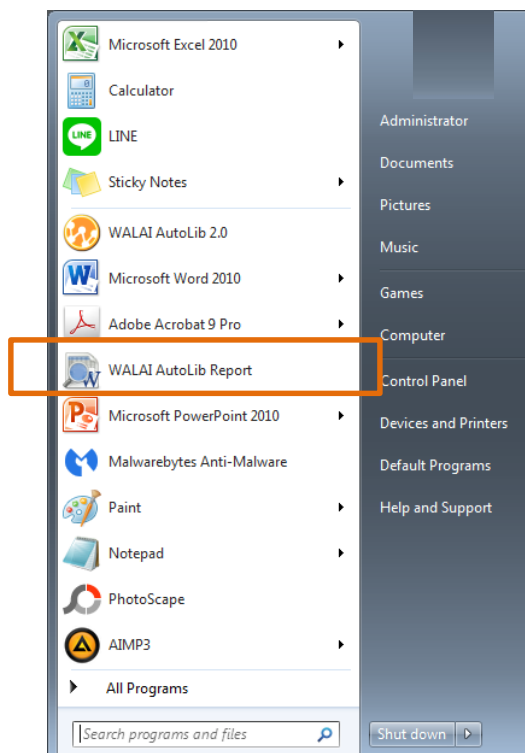 Microsoft Excel 2010
Calculator
LINE
LINE
Sticky Notes
WALAI AutoLib 2.0
W
Microsoft Word 2010
Adobe Acrobat 9 Pro
W
WALAI AutoLib Report
P
Microsoft PowerPoint 2010
Malwarebytes Anti-Malware
Paint
Notepad
PhotoScape
AIMP3
All Programs
Search programs and files
Administrator
Documents
Pictures
Music
Games
Computer
Control Panel
Devices and Printers
Default Programs
Help and Support
Shut down